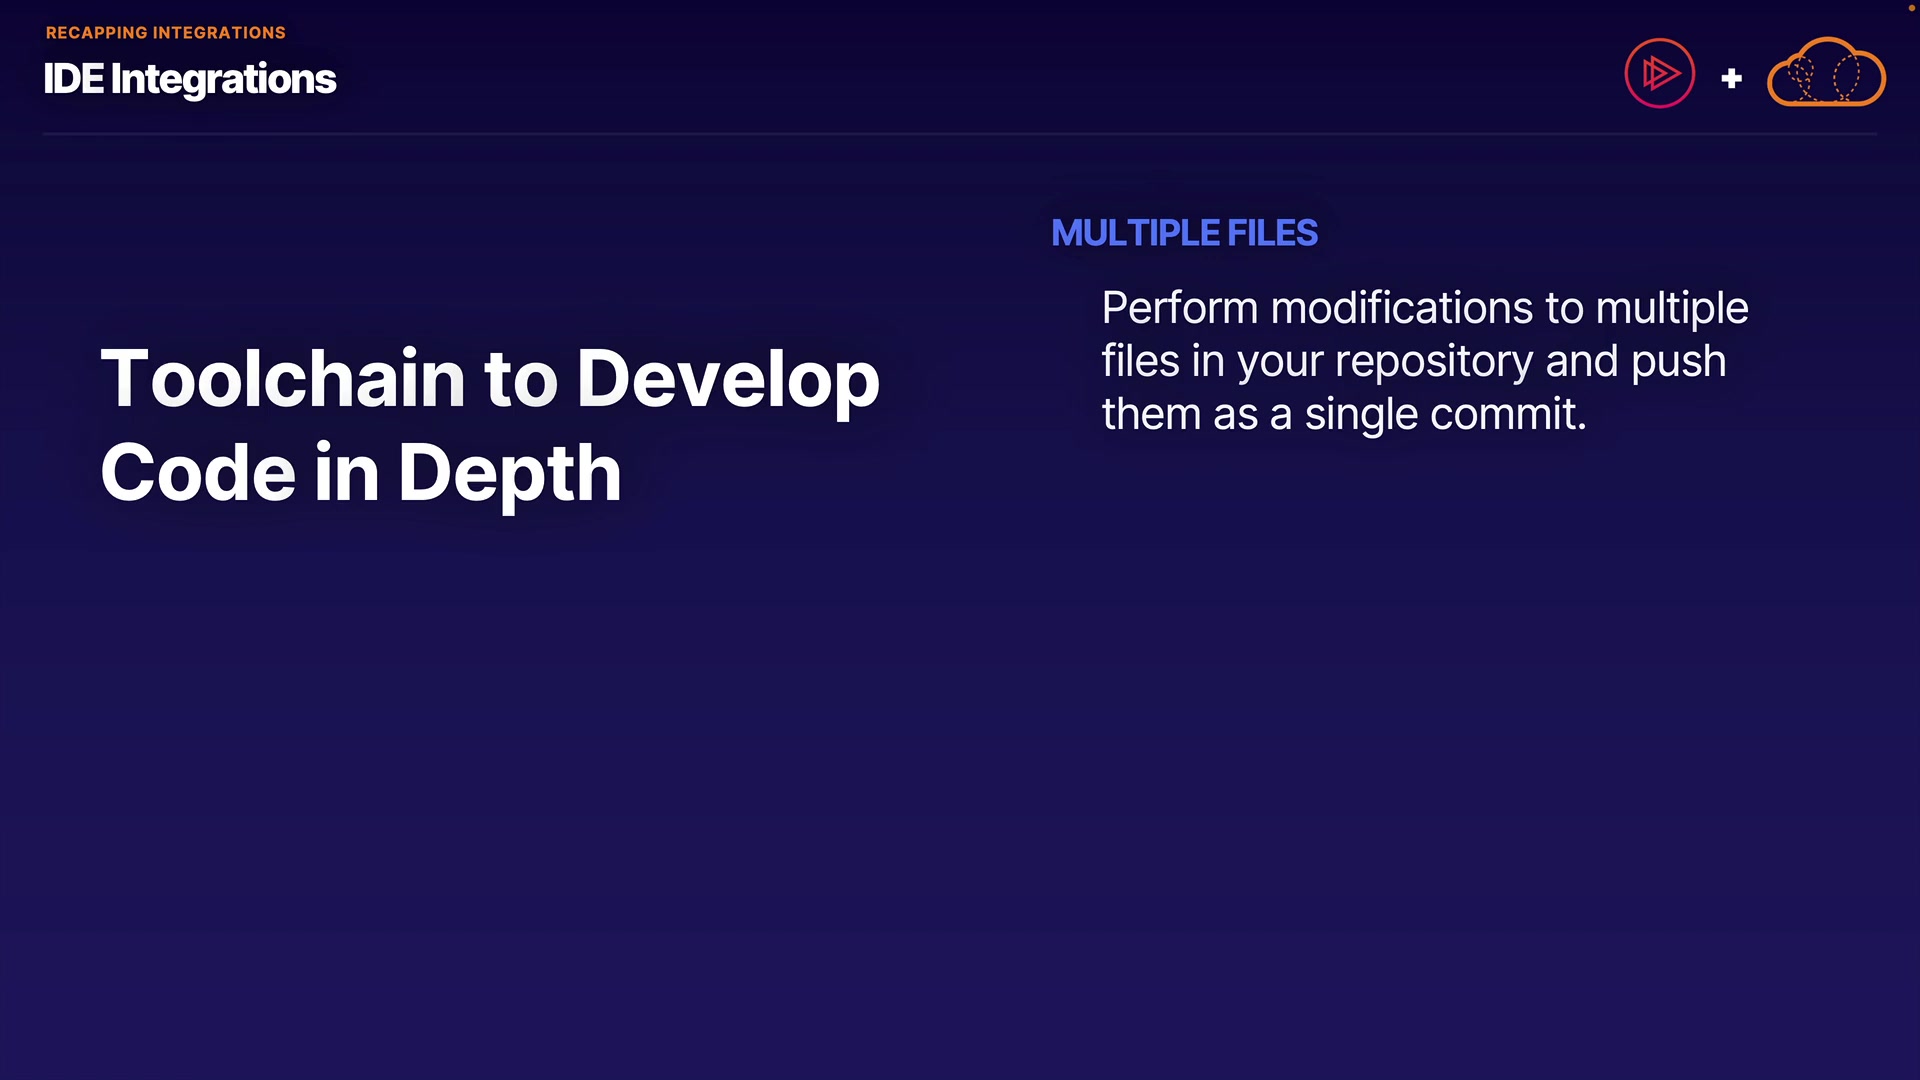 RECAPPING INTEGRATIONS
IDE Integrations
+
Toolchain to Develop
Code in Depth
MULTIPLE FILES
Perform modifications to multiple
files in your repository and push
them as a single commit.